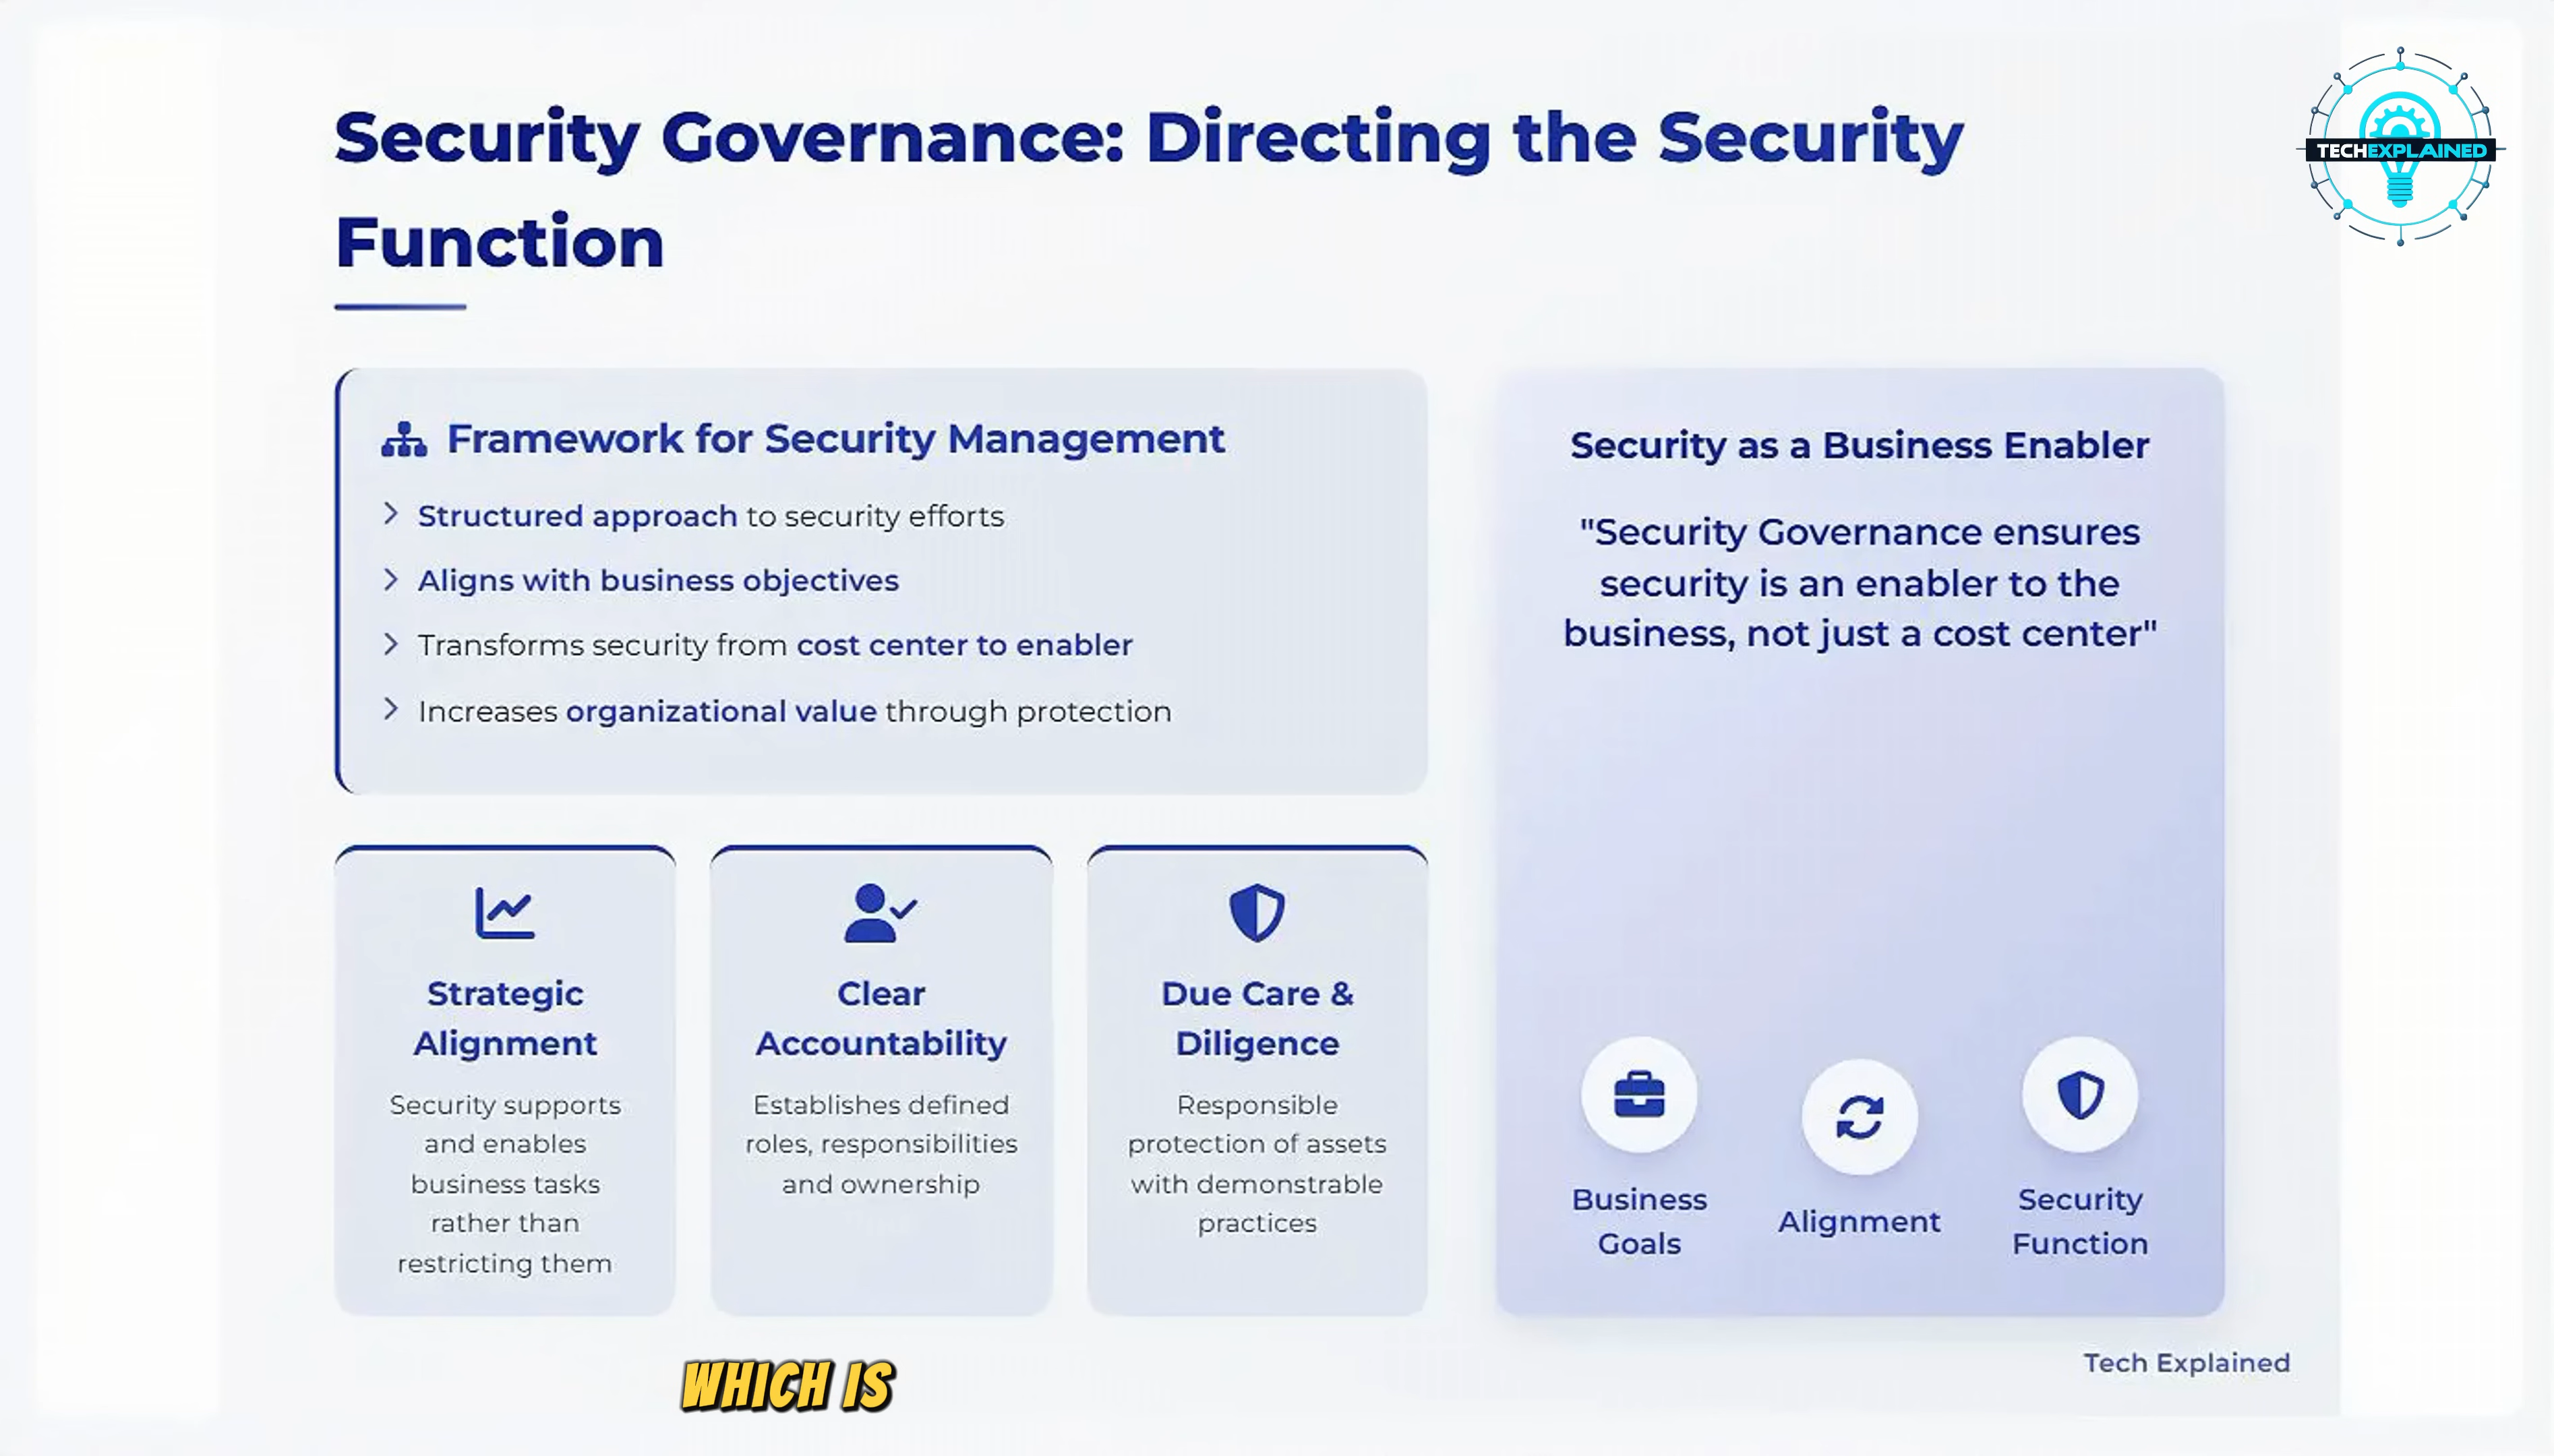 Security Governance: Directing the Security
Function
TECHEXPLAINED
Framework for Security Management
Structured approach to security efforts
Aligns with business objectives
Transforms security from cost center to enabler
Increases organizational value through protection
Strategic
Alignment
Security supports
and enables
business tasks
rather than
restricting them
Clear
Accountability
Establishes defined
roles, responsibilities
and ownership
Due Care &
Diligence
Responsible
protection of assets
with demonstrable
practices
Security as a Business Enabler
"Security Governance ensures
security is an enabler to the
business, not just a cost center"
Business
Goals
Alignment
Security
Function
Tech Explained
WHICH IS